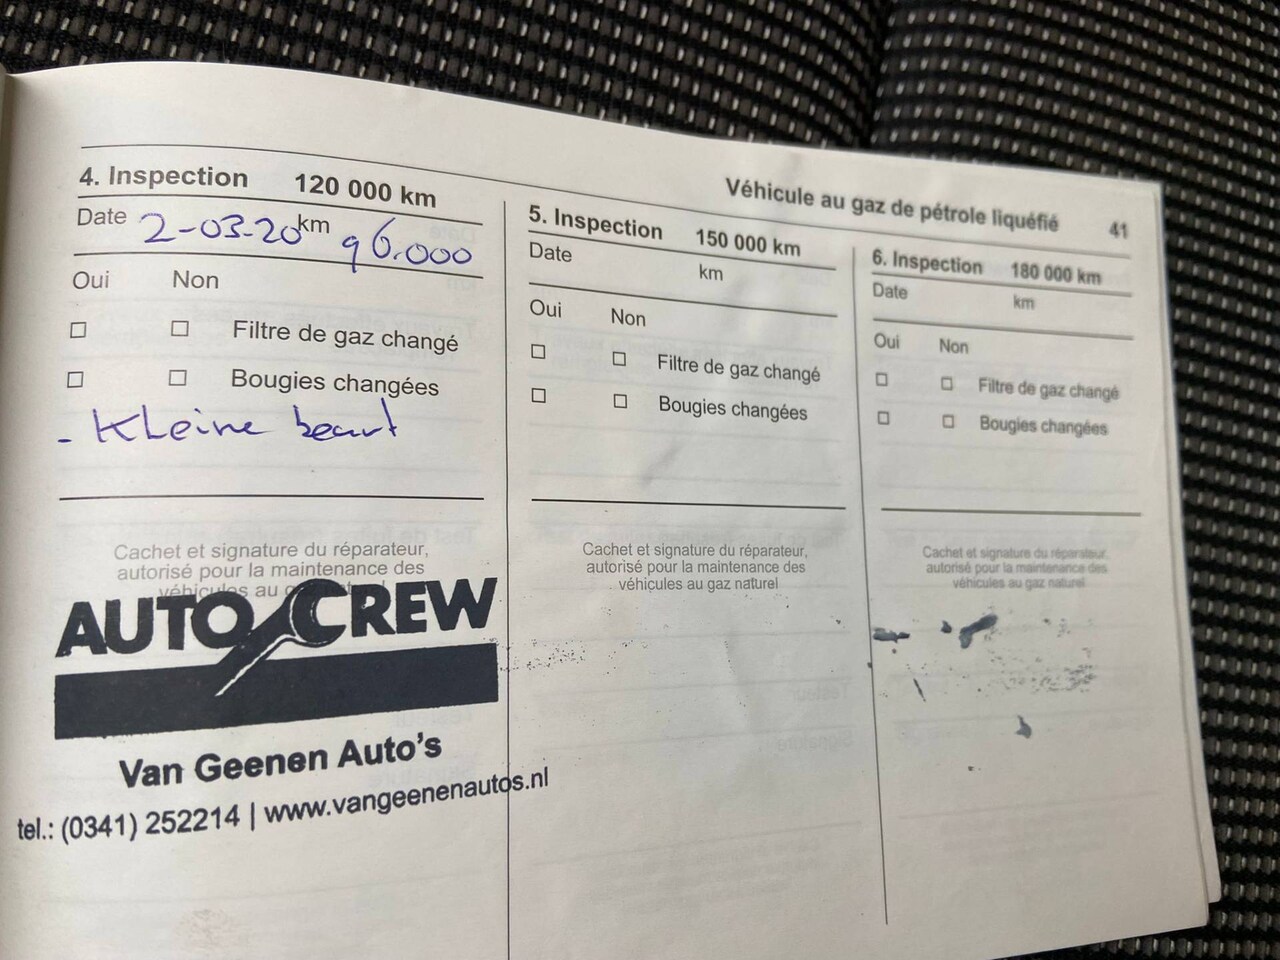 Véhicule au gaz de pétrole liquéfié 41
4. Inspection 120 000 km
Date 2-03-20 km 96.000
Oui Non
Filtre de gaz changé
Bougies changées
- Kleine beurt
Cachet et signature du réparateur,
autorisé pour la maintenance des
véhicules au
AUTO CREW
Van Geenen Auto's
tel.: (0341) 252214 | www.vangeenenautos.nl
5. Inspection 150 000 km
Date km
Oui Non
Filtre de gaz changé
Bougies changées
Cachet et signature du réparateur,
autorisé pour la maintenance des
véhicules au gaz naturel
6. Inspection 180 000 km
Date km
Oui Non
Filtre de gaz changé
Bougies changées
Cachet et signature du réparateur,
autorisé pour la maintenance des
véhicules au gaz naturel